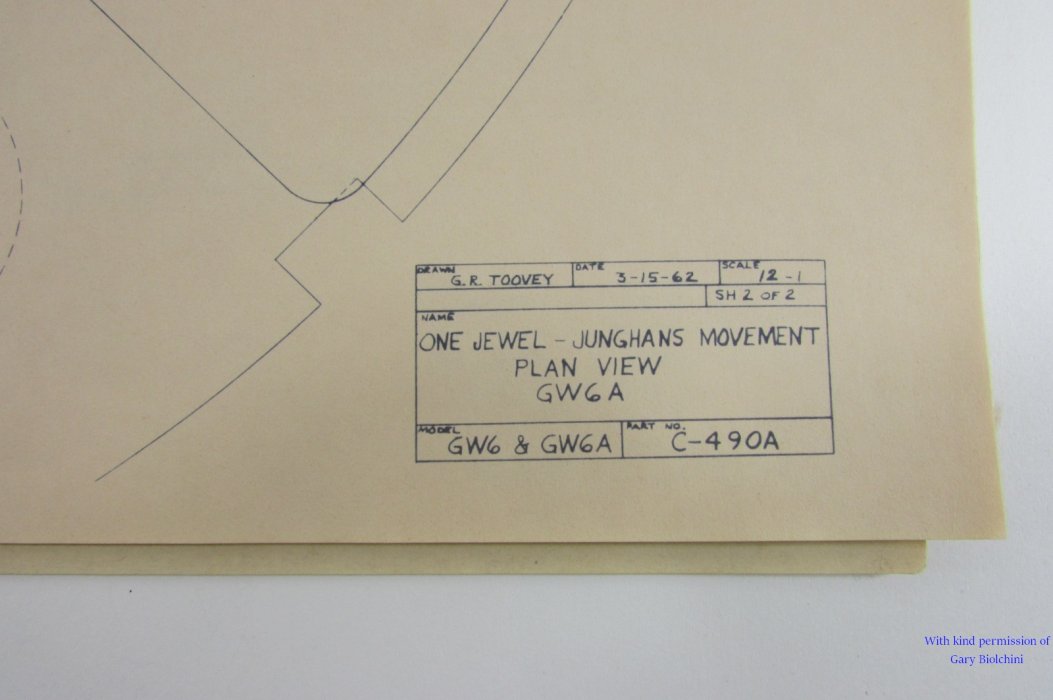 DRAWN
G.R. TOOVEY
DATE
3-15-62
SCALE
12-1
SH 2 OF 2
NAME
ONE JEWEL - JUNGHANS MOVEMENT
PLAN VIEW
GW6A
MODEL
GW6 & GW6A
PART NO.
C-490A
With kind permission of
Gary Biolchini